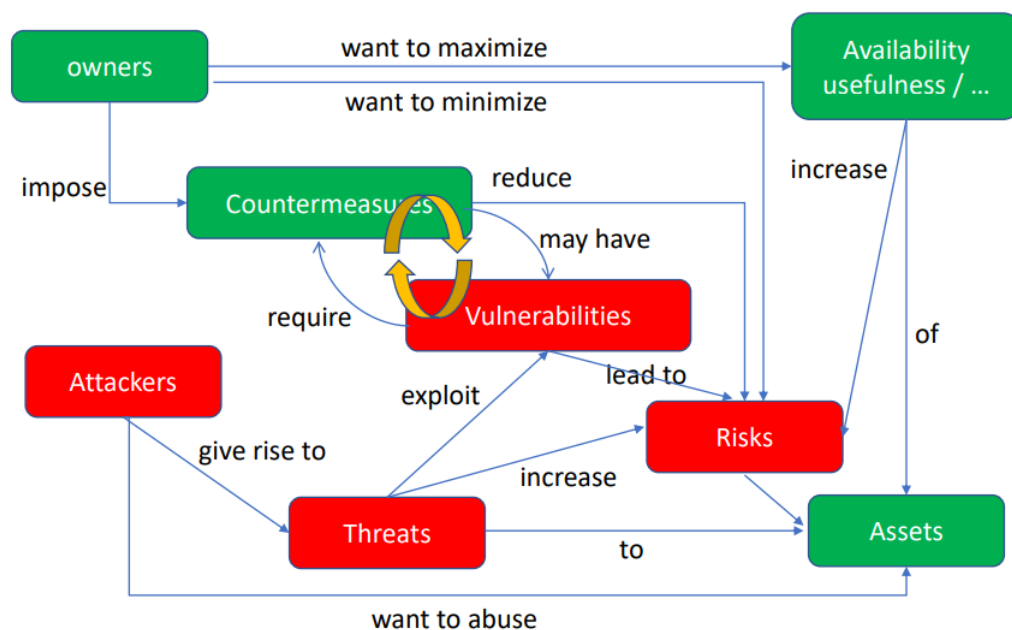 want to maximize
owners
Availability
usefulness / ...
want to minimize
increase
impose
reduce
Countermeasures
may have
require
Vulnerabilities
of
lead to
Attackers
exploit
Risks
give rise to
increase
Threats
Assets
to
want to abuse